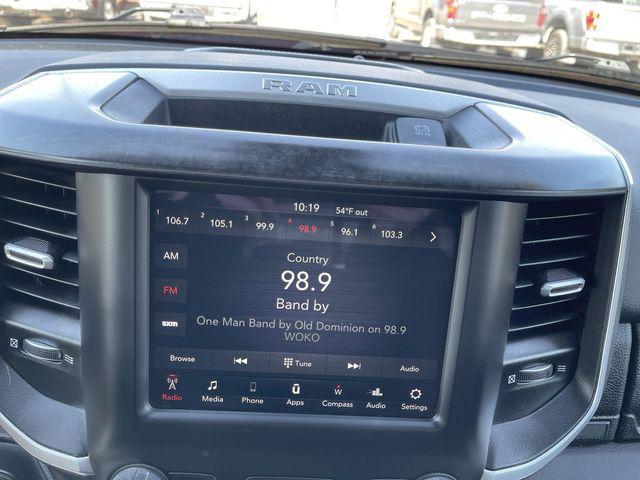 RAM
10:19 54°F out
1 106.7 2 105.1 3 99.9 4 98.9 5 96.1 6 103.3
AM
Country
98.9
FM
Band by
sxm
One Man Band by Old Dominion on 98.9
WOKO
Browse Tune Audio
Radio Media Phone Apps Compass Audio Settings
W